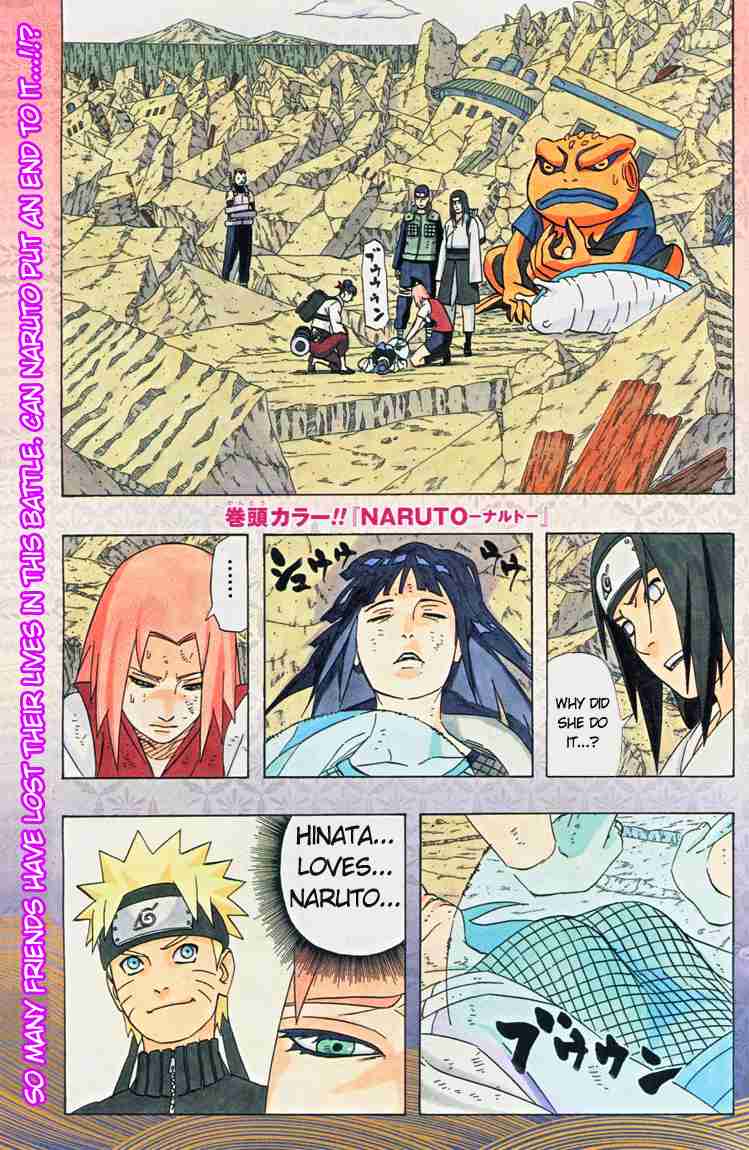 SO MANY FRIENDS HAVE LOST THEIR LIVES IN THIS BATTLE. CAN NARUTO PUT AN END TO IT...!!?
ブウウウン
巻頭カラー!!『NARUTO-ナルト-』
......
シュウウウウ
WHY DID
SHE DO
IT...?
HINATA...
LOVES...
NARUTO...
ブウウン